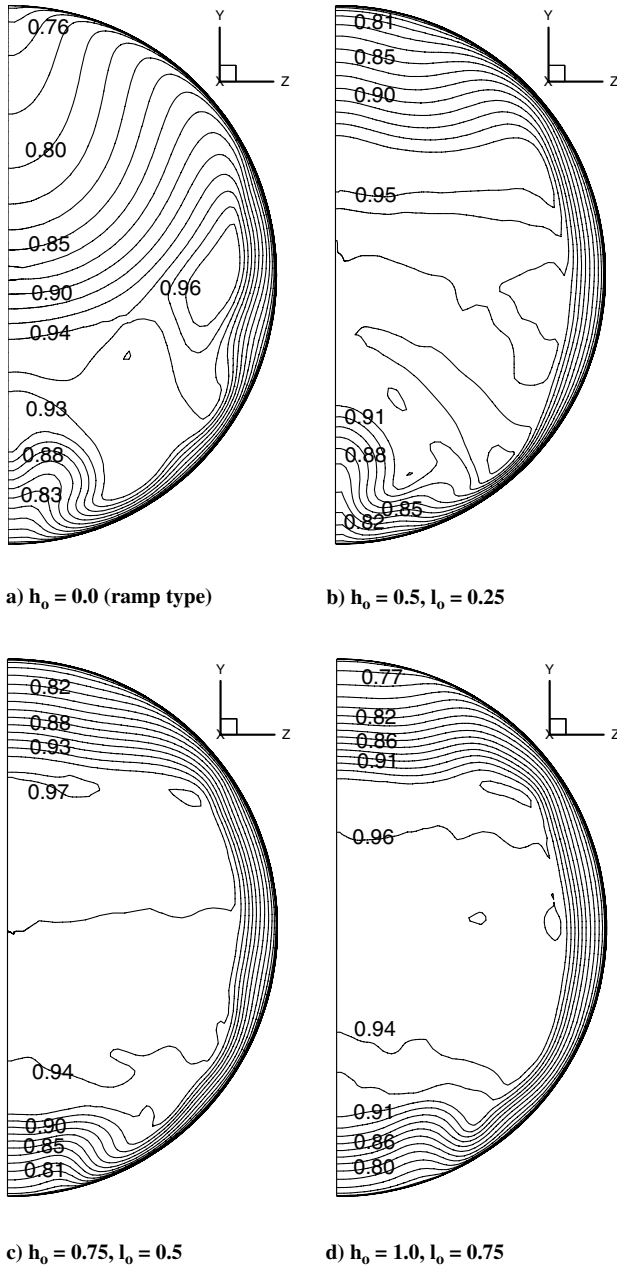 0.76
0.80
0.85
0.90
0.94
0.96
0.93
0.88
0.83
Y
X
Z
a) hₒ = 0.0 (ramp type)
0.81
0.85
0.90
0.95
0.91
0.88
0.85
0.82
Y
X
Z
b) hₒ = 0.5, lₒ = 0.25
0.82
0.88
0.93
0.97
0.94
0.90
0.85
0.81
Y
X
Z
c) hₒ = 0.75, lₒ = 0.5
0.77
0.82
0.86
0.91
0.96
0.94
0.91
0.86
0.80
Y
X
Z
d) hₒ = 1.0, lₒ = 0.75